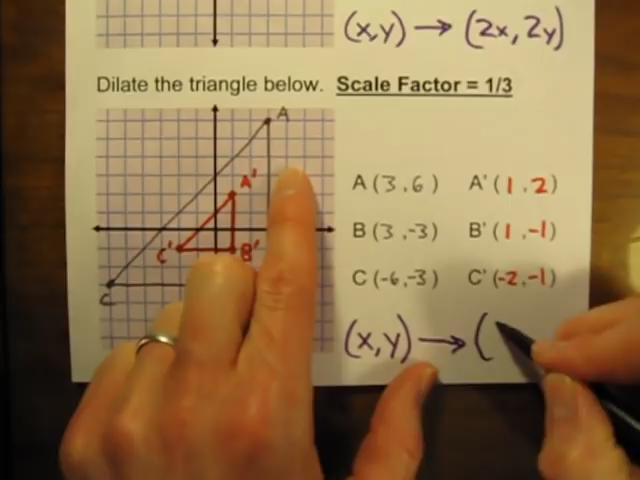 (x,y) → (2x, 2y)
Dilate the triangle below. Scale Factor = 1/3
A
A'
C' B'
C
A (3,6) A' (1,2)
B (3,-3) B' (1,-1)
C (-6,-3) C' (-2,-1)
(x,y) → (